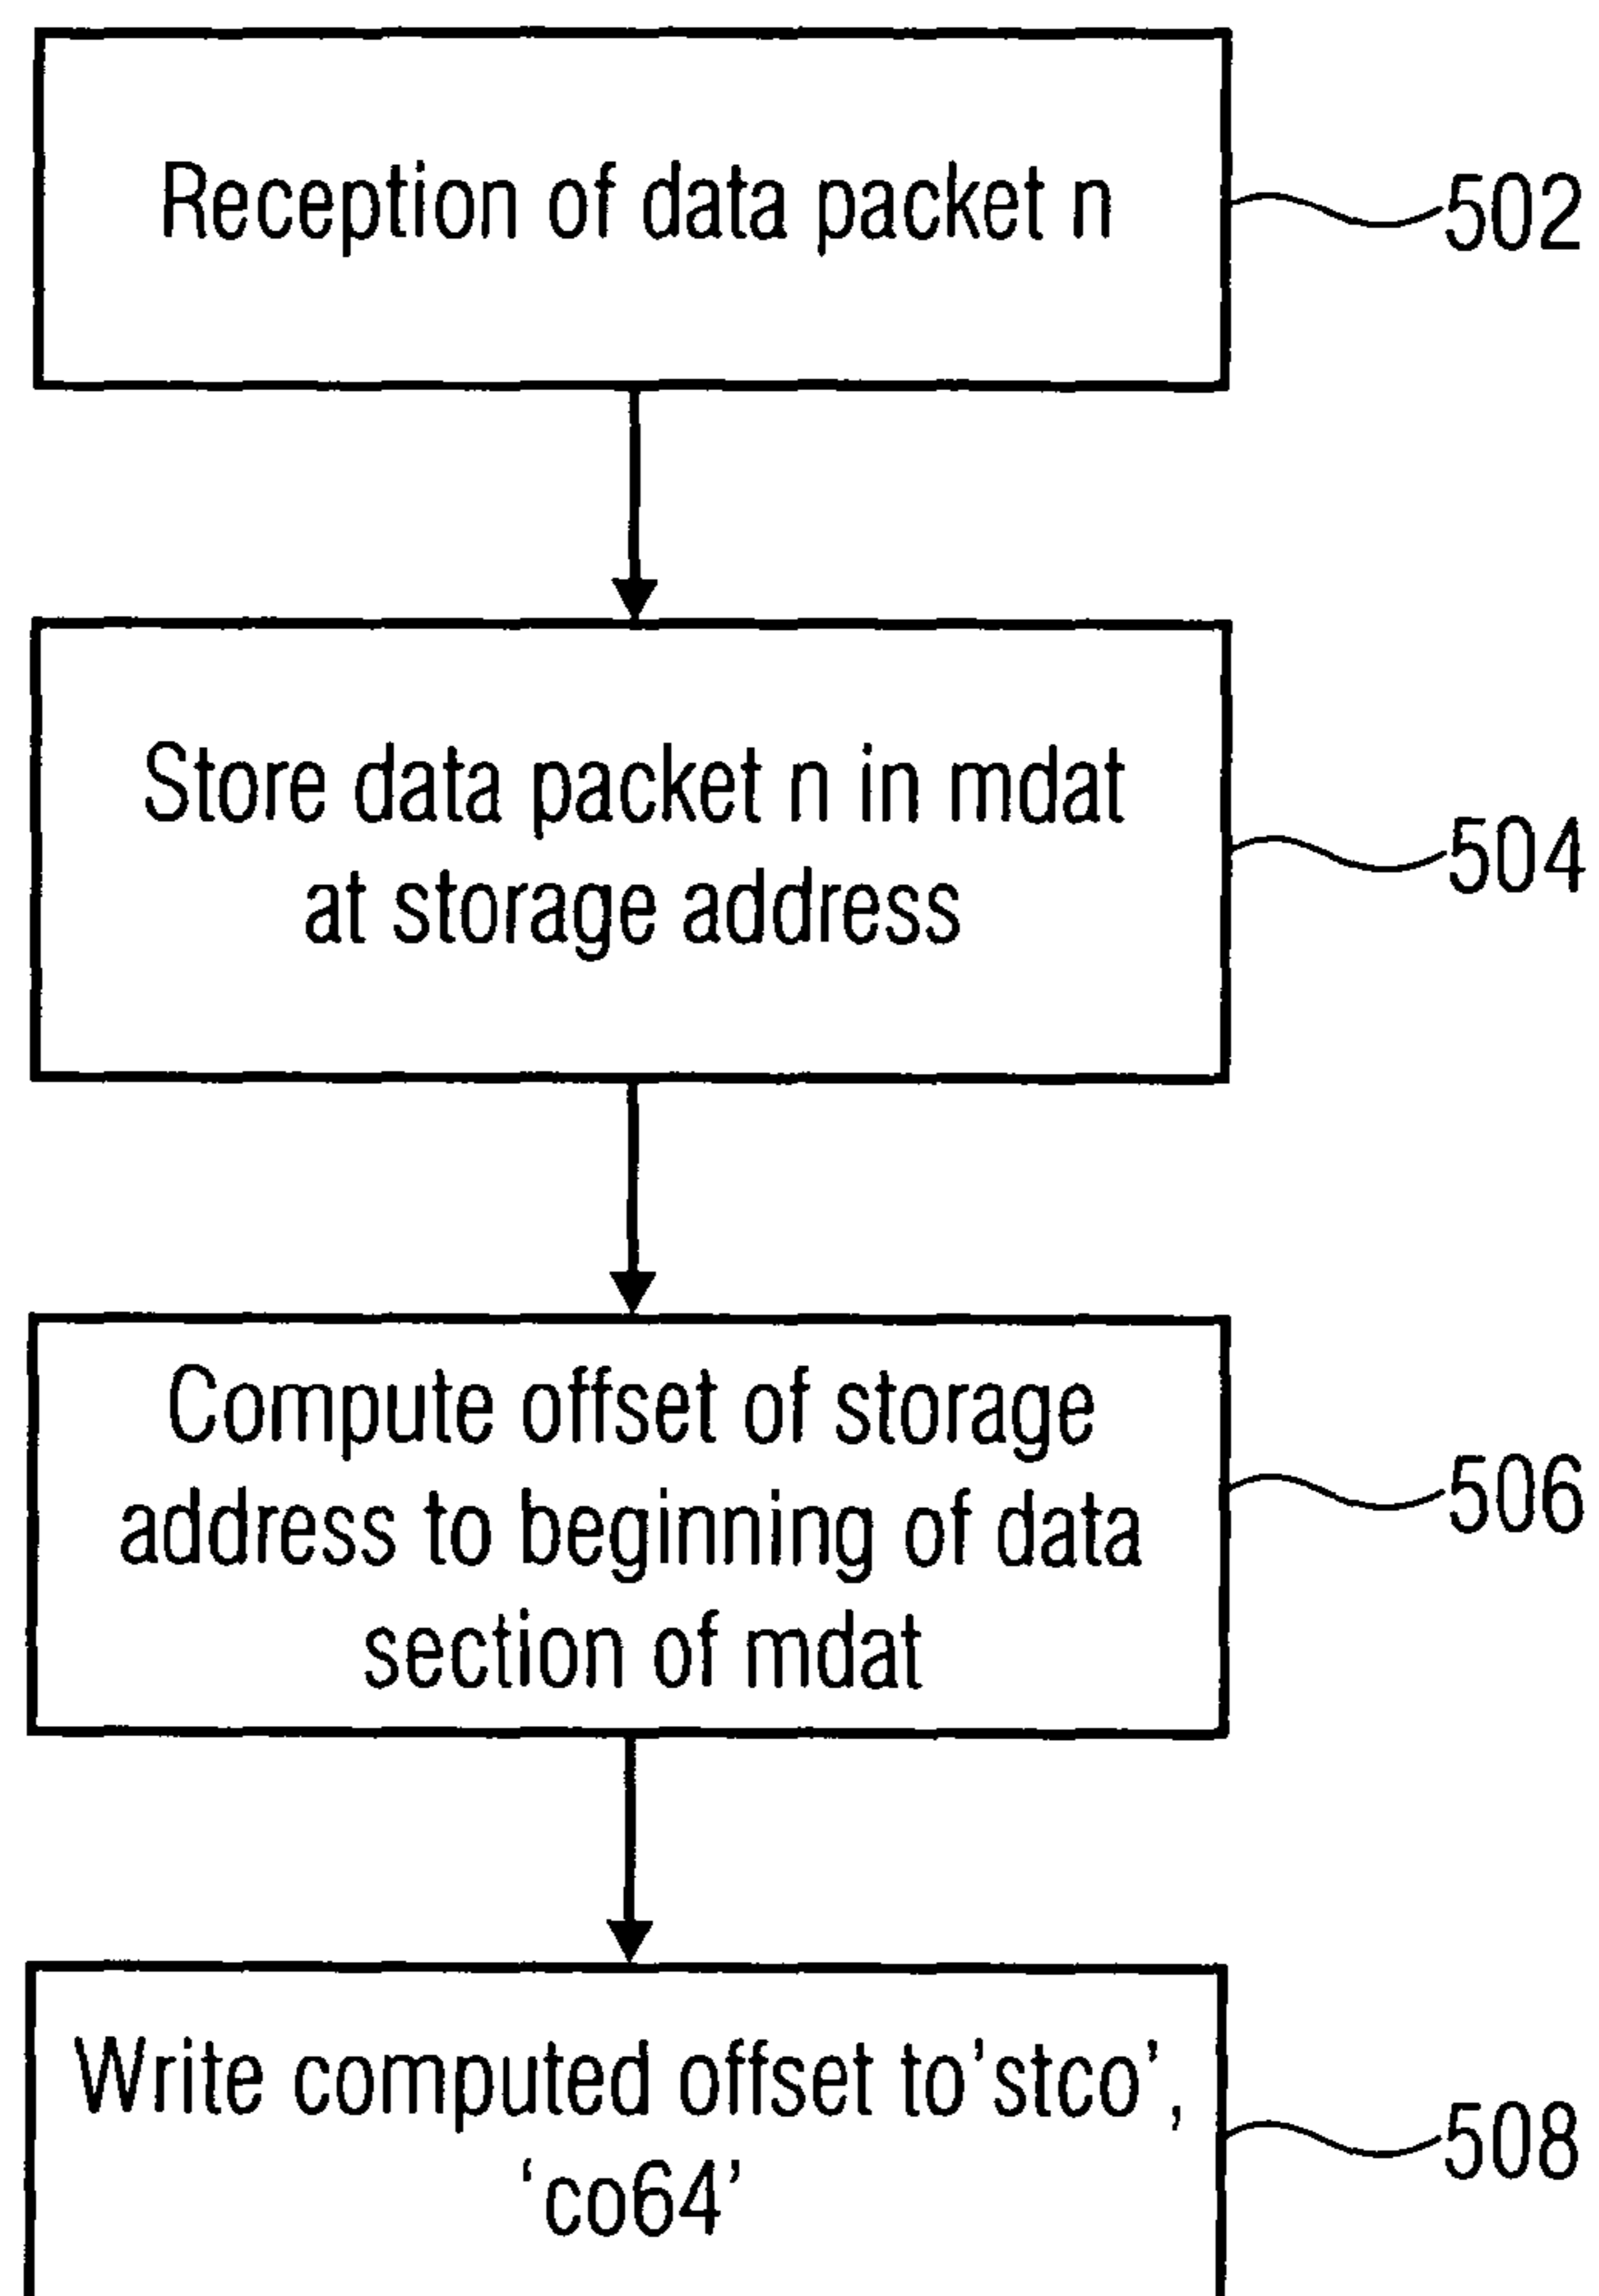 Reception of data packet n
502
Store data packet n in mdat
at storage address
504
Compute offset of storage
address to beginning of data
section of mdat
506
Write computed offset to'stco',
'co64'
508